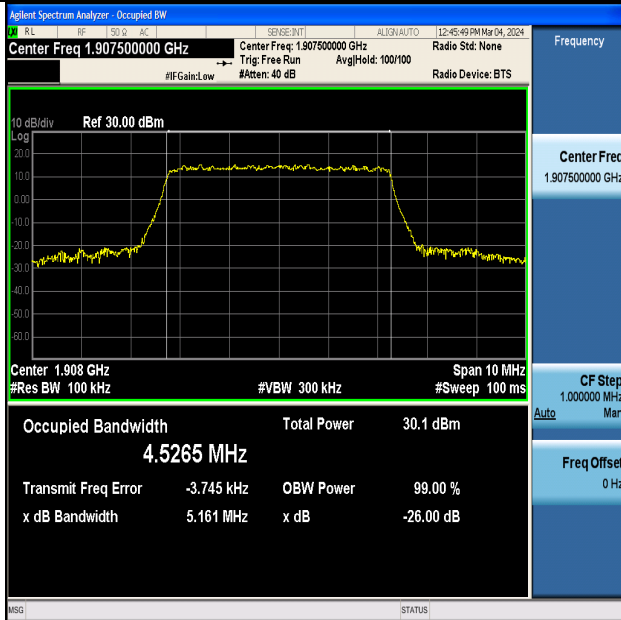 Agilent Spectrum Analyzer - Occupied BW
LXI RL RF 50 Ω AC SENSE:INT ALIGN AUTO 12:45:49 PM Mar 04, 2024
Center Freq 1.907500000 GHz
Center Freq: 1.907500000 GHz
Radio Std: None
Trig: Free Run Avg|Hold: 100/100
#IFGain:Low
#Atten: 40 dB
Radio Device: BTS
10 dB/div
Ref 30.00 dBm
Log
20.0
10.0
0.00
-10.0
-20.0
-30.0
-40.0
-50.0
-60.0
Center 1.908 GHz
Span 10 MHz
#Res BW 100 kHz
#VBW 300 kHz
#Sweep 100 ms
Occupied Bandwidth
Total Power 30.1 dBm
4.5265 MHz
Transmit Freq Error -3.745 kHz
OBW Power 99.00 %
x dB Bandwidth 5.161 MHz
x dB -26.00 dB
Frequency
Center Freq
1.907500000 GHz
CF Step
1.000000 MHz
Auto Man
Freq Offset
0 Hz
MSG
STATUS